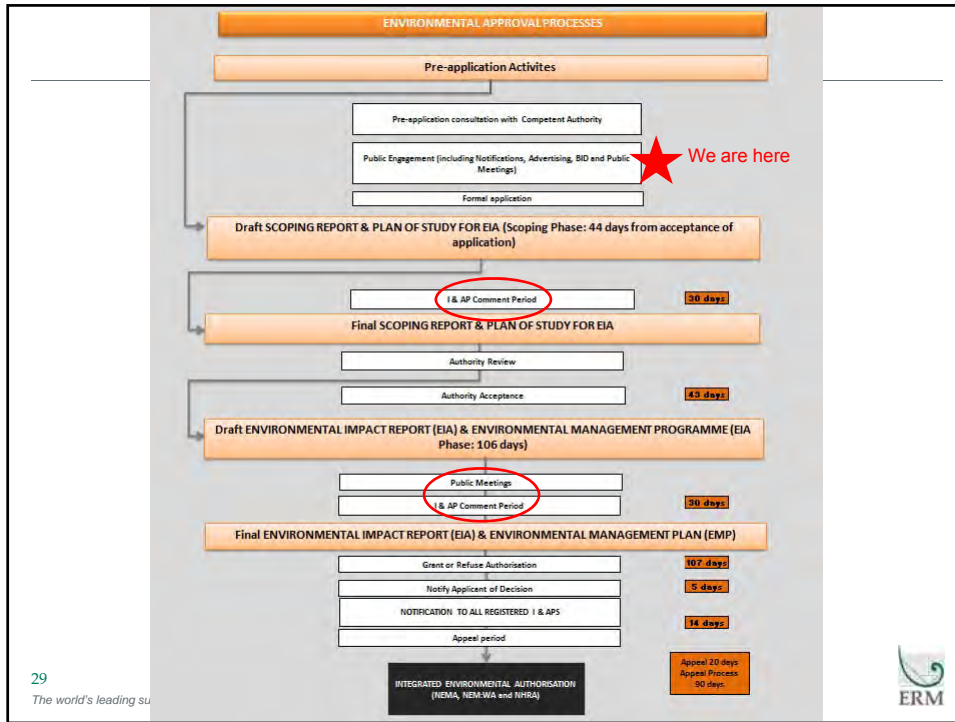 ENVIRONMENTAL APPROVAL PROCESSES
Pre-application Activites
Pre-application consultation with Competent Authority
Public Engagement (including Notifications, Advertising, BID and Public
Meetings)
We are here
Formal application
Draft SCOPING REPORT & PLAN OF STUDY FOR EIA (Scoping Phase: 44 days from acceptance of
application)
I & AP Comment Period
30 days
Final SCOPING REPORT & PLAN OF STUDY FOR EIA
Authority Review
Authority Acceptance
43 days
Draft ENVIRONMENTAL IMPACT REPORT (EIA) & ENVIRONMENTAL MANAGEMENT PROGRAMME (EIA
Phase: 106 days)
Public Meetings
I & AP Comment Period
30 days
Final ENVIRONMENTAL IMPACT REPORT (EIA) & ENVIRONMENTAL MANAGEMENT PLAN (EMP)
Grant or Refuse Authorisation
107 days
Notify Applicant of Decision
5 days
NOTIFICATION TO ALL REGISTERED I & APS
14 days
Appeal period
Appeal 20 days
Appeal Process
90 days
INTEGRATED ENVIRONMENTAL AUTHORISATION
(NEMA, NEM:WA and NHRA)
29
The world's leading su
ERM